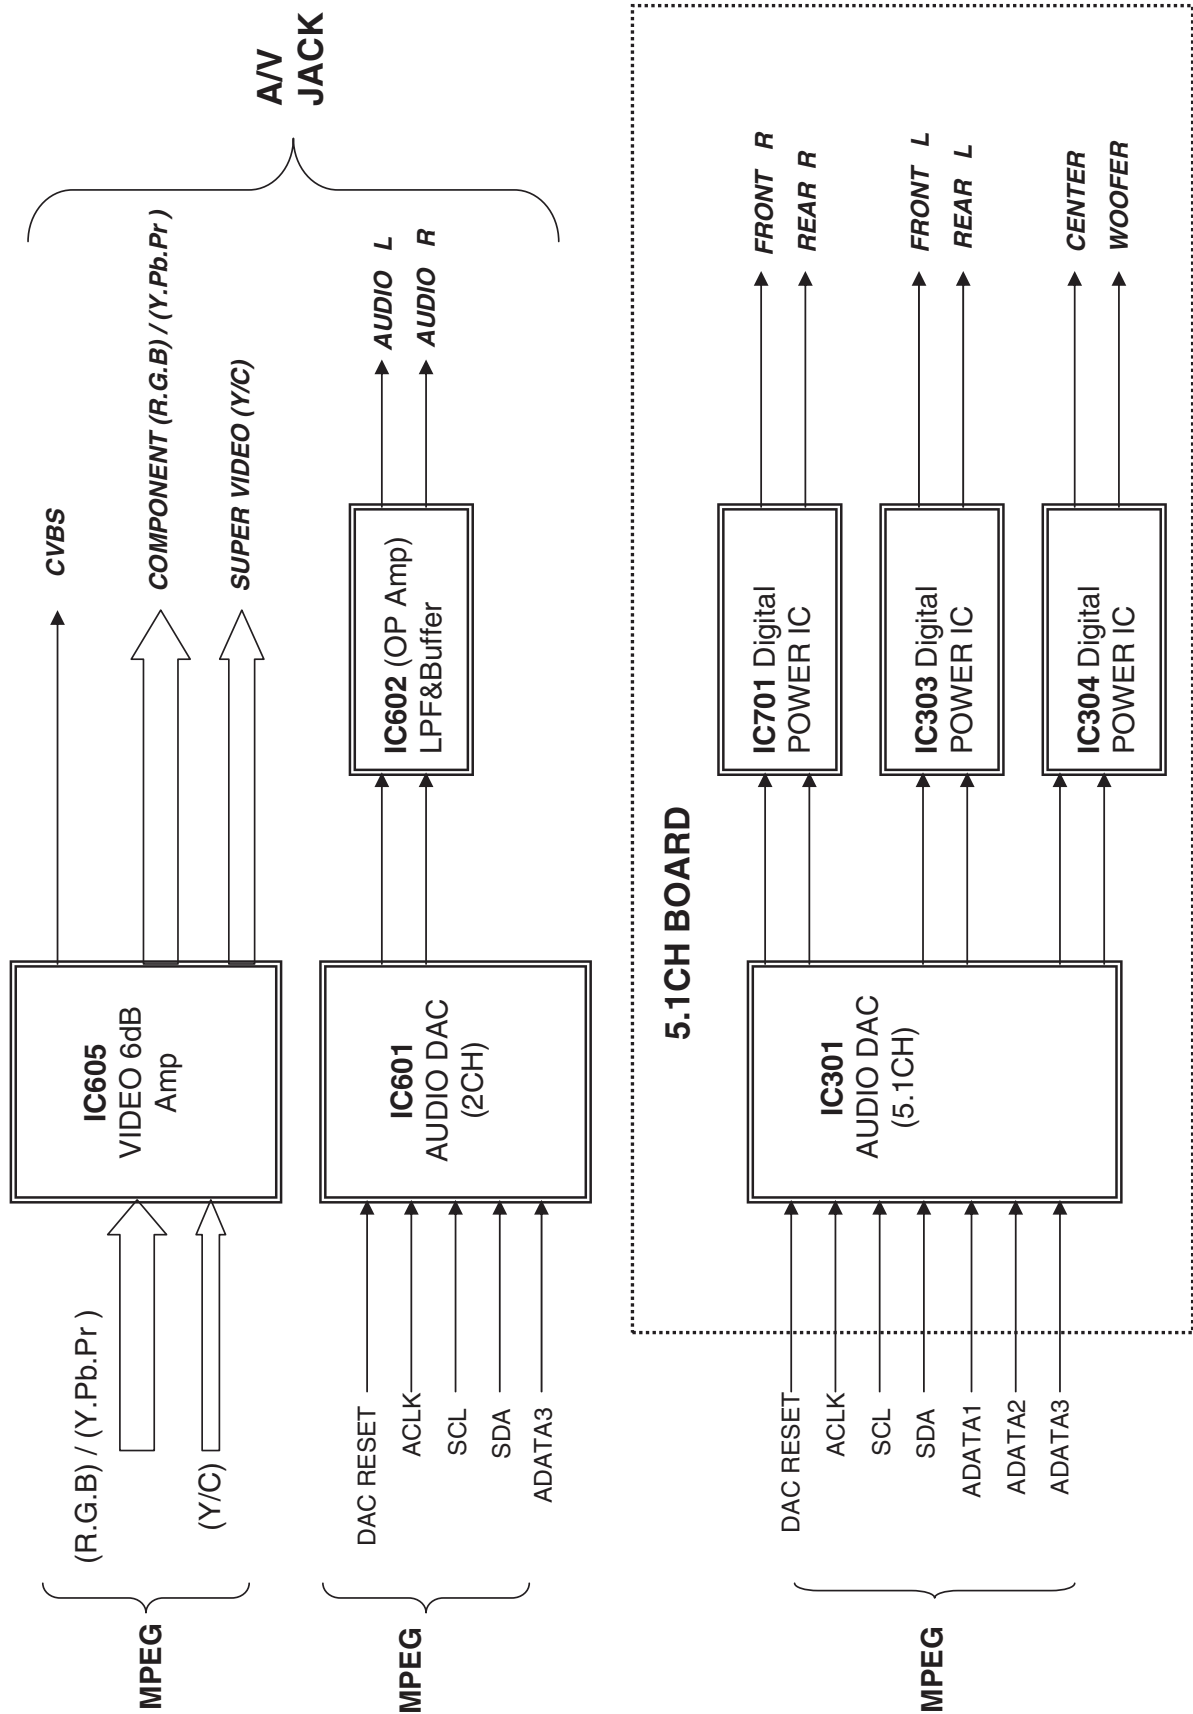 MPEG
(R.G.B) / (Y.Pb.Pr )
(Y/C)
IC605
VIDEO 6dB
Amp
CVBS
COMPONENT (R.G.B) / (Y.Pb.Pr )
SUPER VIDEO (Y/C)
A/V
JACK
MPEG
DAC RESET
ACLK
SCL
SDA
ADATA3
IC601
AUDIO DAC
(2CH)
IC602 (OP Amp)
LPF&Buffer
AUDIO L
AUDIO R
5.1CH BOARD
MPEG
DAC RESET
ACLK
SCL
SDA
ADATA1
ADATA2
ADATA3
IC301
AUDIO DAC
(5.1CH)
IC701 Digital
POWER IC
FRONT R
REAR R
IC303 Digital
POWER IC
FRONT L
REAR L
IC304 Digital
POWER IC
CENTER
WOOFER